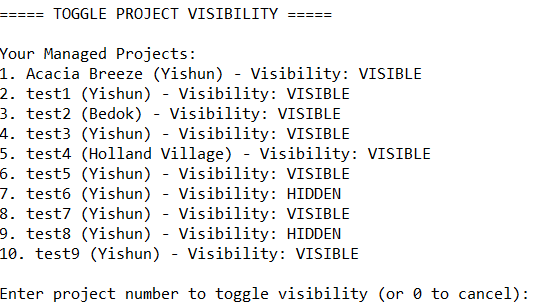 ===== TOGGLE PROJECT VISIBILITY =====
Your Managed Projects:
1. Acacia Breeze (Yishun) - Visibility: VISIBLE
2. test1 (Yishun) - Visibility: VISIBLE
3. test2 (Bedok) - Visibility: VISIBLE
4. test3 (Yishun) - Visibility: VISIBLE
5. test4 (Holland Village) - Visibility: VISIBLE
6. test5 (Yishun) - Visibility: VISIBLE
7. test6 (Yishun) - Visibility: HIDDEN
8. test7 (Yishun) - Visibility: VISIBLE
9. test8 (Yishun) - Visibility: HIDDEN
10. test9 (Yishun) - Visibility: VISIBLE
Enter project number to toggle visibility (or 0 to cancel):